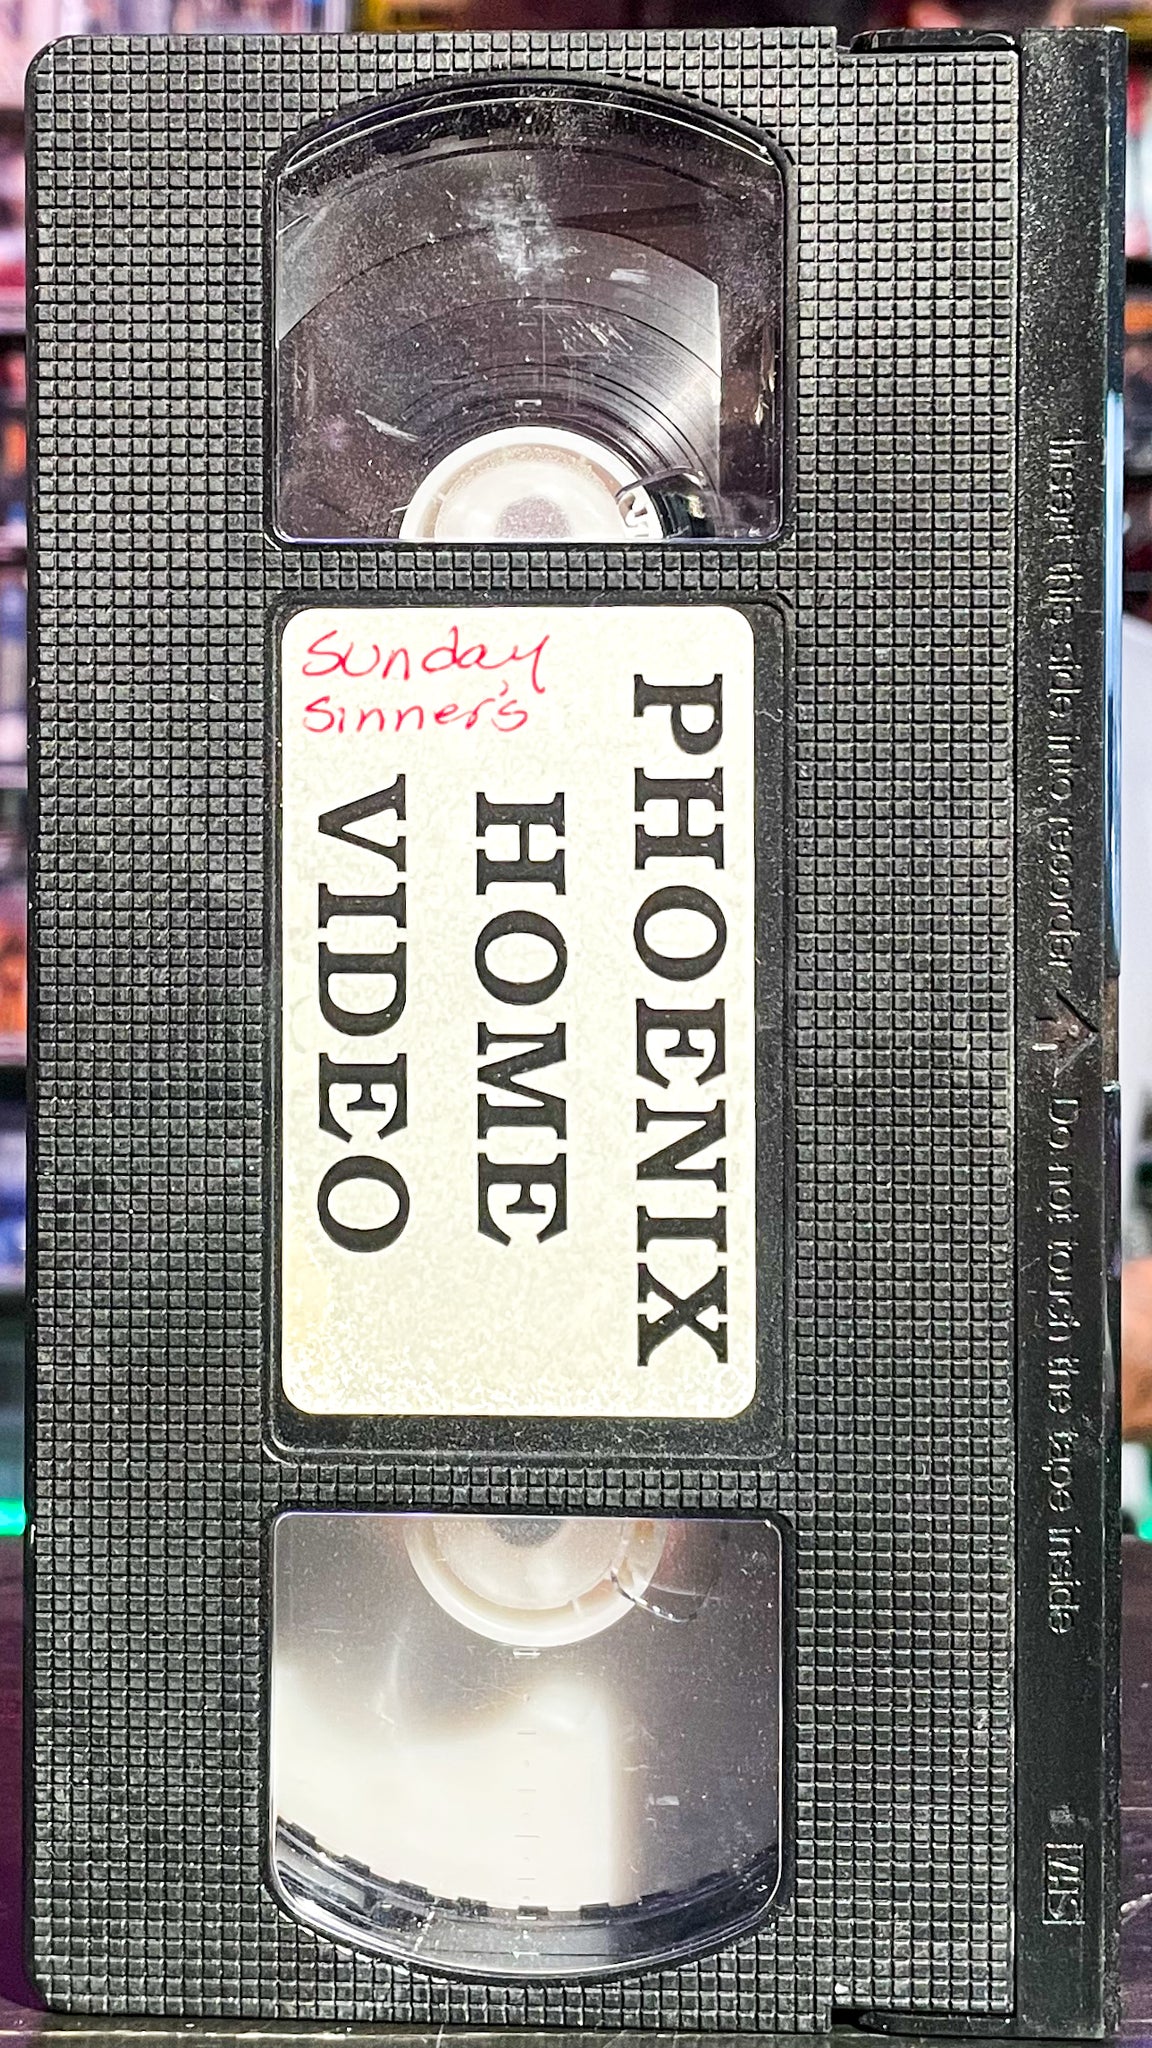 Sunday
Sinner's
PHOENIX
HOME
VIDEO
Insert this side into recorder
Do not touch the tape inside
VHS